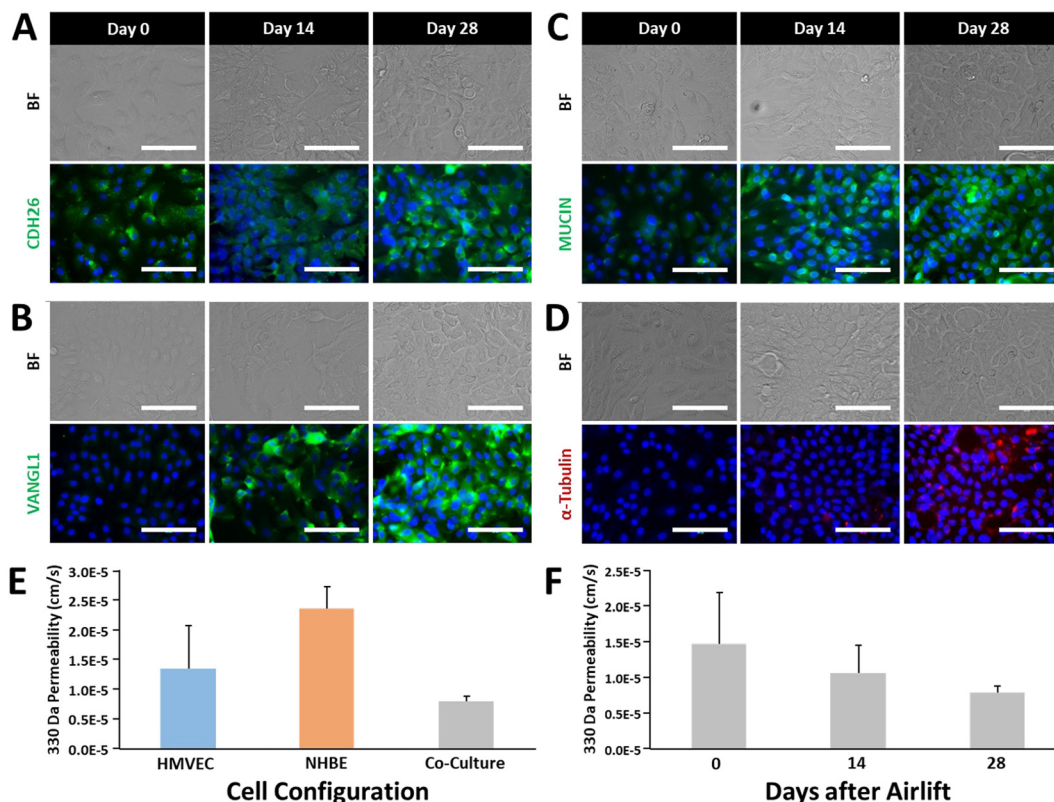 A
Day 0
Day 14
Day 28
BF
CDH26
B
BF
VANGL1
C
Day 0
Day 14
Day 28
BF
MUCIN
D
BF
α-Tubulin
E
330 Da Permeability (cm/s)
3.0E-5
2.5E-5
2.0E-5
1.5E-5
1.0E-5
0.5E-5
0.0E-5
HMVEC
NHBE
Co-Culture
Cell Configuration
F
330 Da Permeability (cm/s)
2.5E-5
2.0E-5
1.5E-5
1.0E-5
0.5E-5
0.0E-5
0
14
28
Days after Airlift